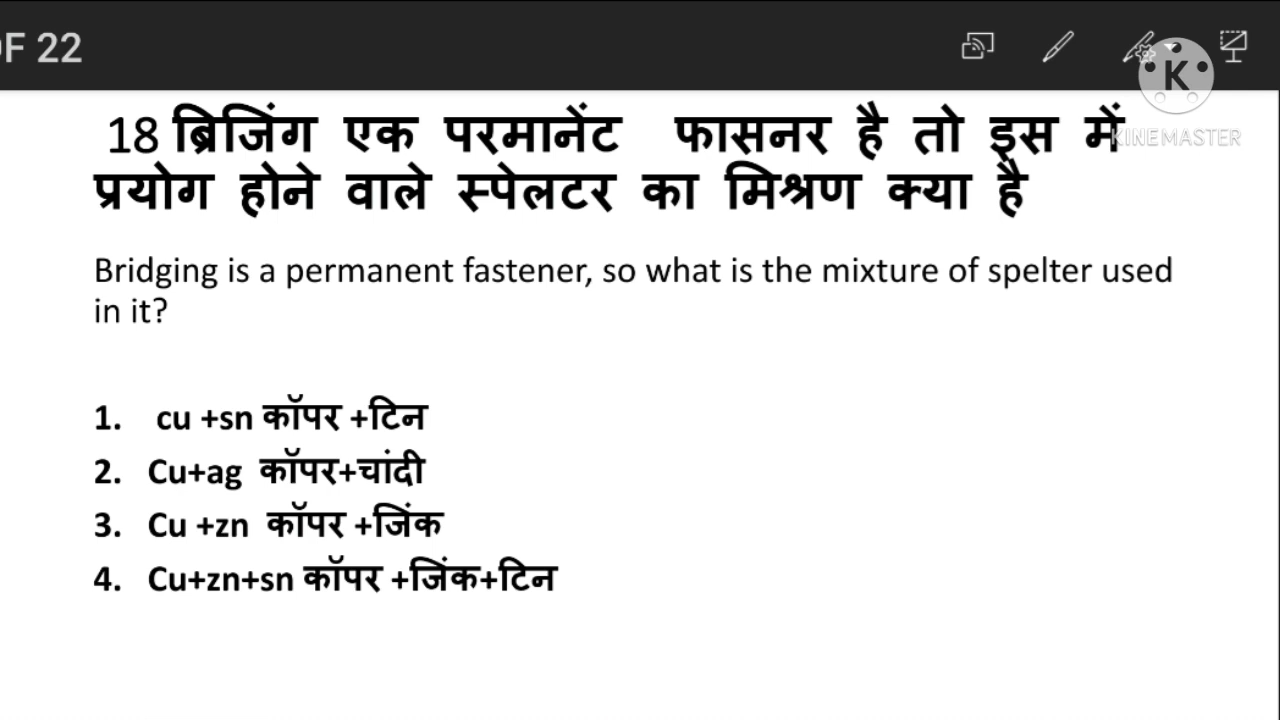 OF 22
K
KINEMASTER
18 ब्रिजिंग एक परमानेंट फासनर है तो इस में
प्रयोग होने वाले स्पेलटर का मिश्रण क्या है
Bridging is a permanent fastener, so what is the mixture of spelter used
in it?
1. cu +sn कॉपर +टिन
2. Cu+ag कॉपर+चांदी
3. Cu +zn कॉपर +जिंक
4. Cu+zn+sn कॉपर +जिंक+टिन